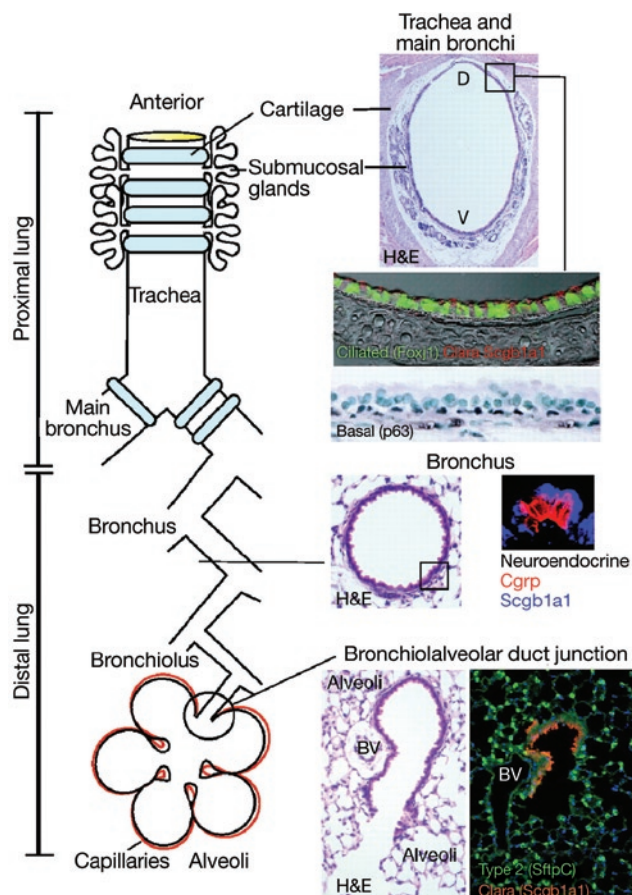 Trachea and
main bronchi
Anterior
Cartilage
Submucosal
glands
D
V
H&E
Proximal lung
Trachea
Main
bronchus
Ciliated (Foxj1) Clara Scgb1a1
Basal (p63)
Bronchus
Bronchus
H&E
Neuroendocrine
Cgrp
Scgb1a1
Distal lung
Bronchiolus
Bronchiolalveolar duct junction
Alveoli
BV
Alveoli
H&E
BV
Type 2 (SftpC)
Clara (Scgb1a1)
Capillaries
Alveoli